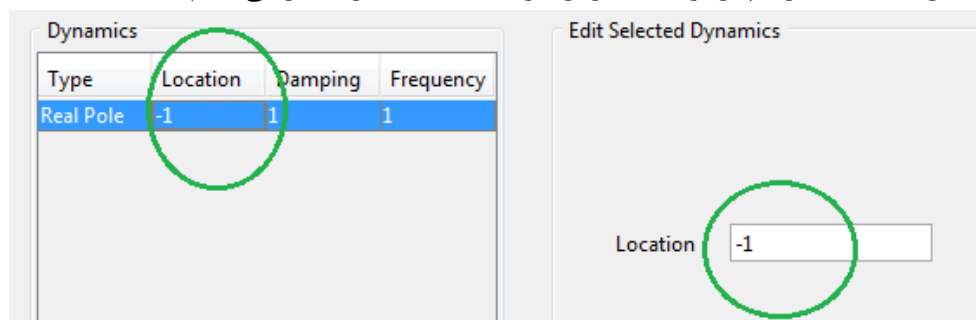 Dynamics
Edit Selected Dynamics
Type Location Damping Frequency
Real Pole -1 1 1
Location -1